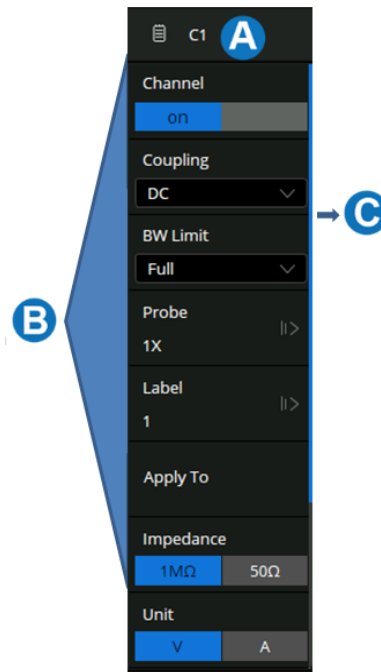 C1 A
Channel
on
Coupling
DC
C
BW Limit
Full
B
Probe
1X
Label
1
Apply To
Impedance
1MΩ 50Ω
Unit
V A